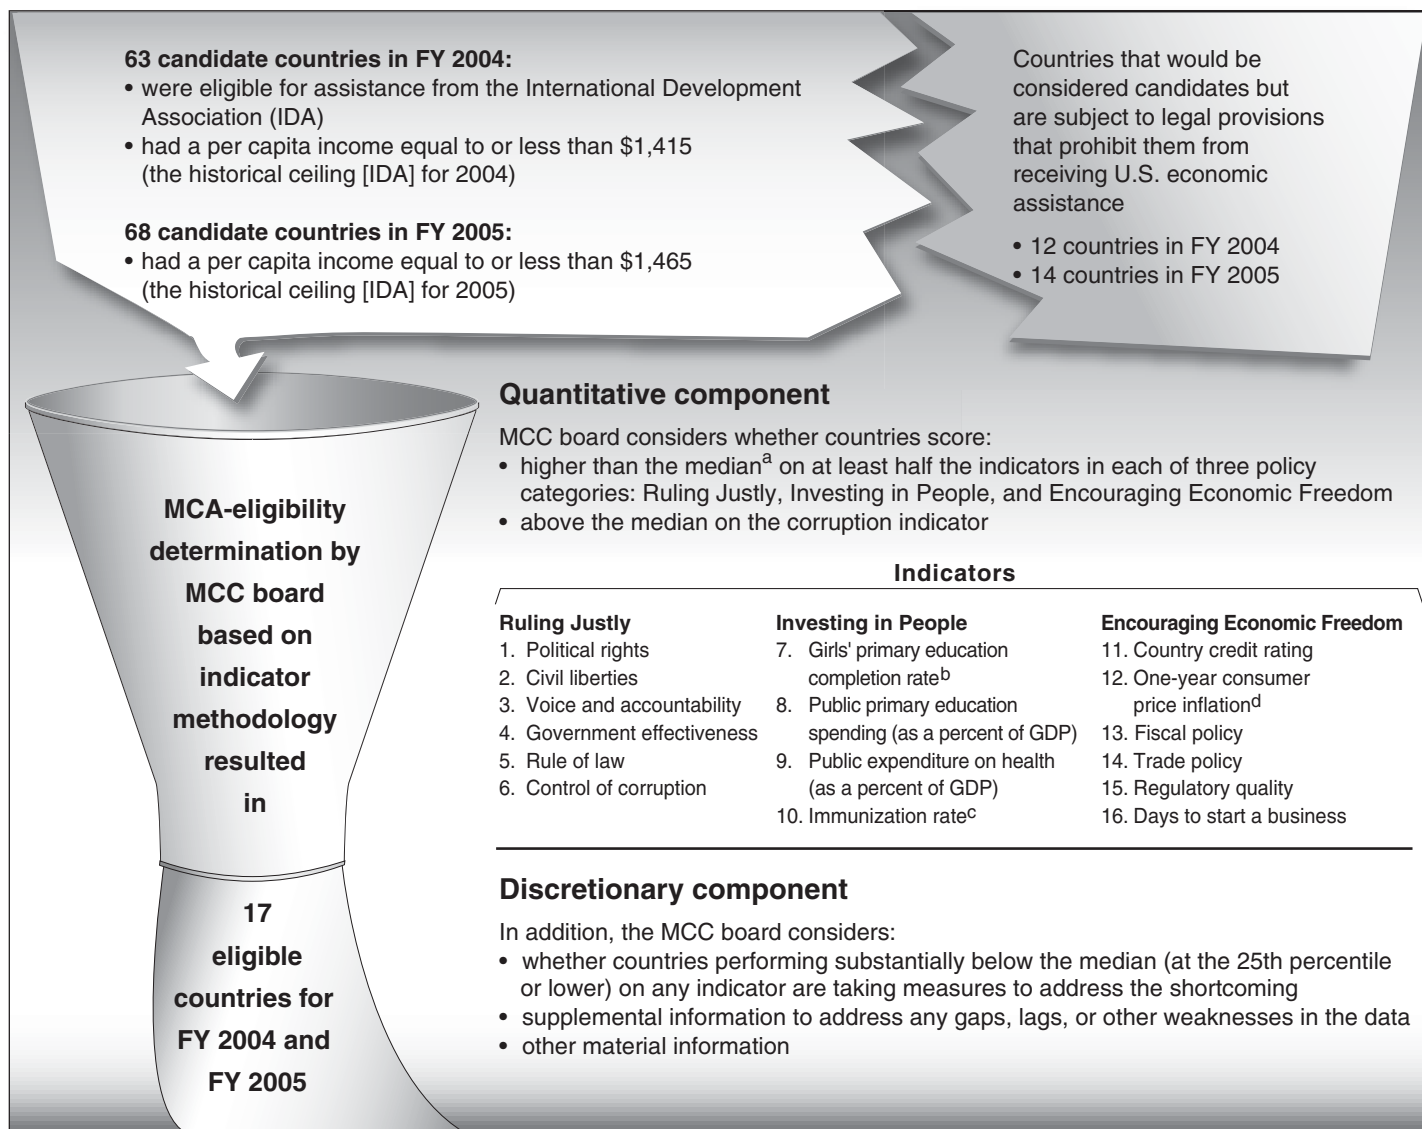 63 candidate countries in FY 2004:
• were eligible for assistance from the International Development
Association (IDA)
• had a per capita income equal to or less than $1,415
(the historical ceiling [IDA] for 2004)
68 candidate countries in FY 2005:
• had a per capita income equal to or less than $1,465
(the historical ceiling [IDA] for 2005)
Countries that would be
considered candidates but
are subject to legal provisions
that prohibit them from
receiving U.S. economic
assistance
• 12 countries in FY 2004
• 14 countries in FY 2005
MCA-eligibility
determination by
MCC board
based on
indicator
methodology
resulted
in
17
eligible
countries for
FY 2004 and
FY 2005
Quantitative component
MCC board considers whether countries score:
• higher than the medianᵃ on at least half the indicators in each of three policy
categories: Ruling Justly, Investing in People, and Encouraging Economic Freedom
• above the median on the corruption indicator
Indicators
Ruling Justly
1. Political rights
2. Civil liberties
3. Voice and accountability
4. Government effectiveness
5. Rule of law
6. Control of corruption
Investing in People
7. Girls' primary education
completion rateᵇ
8. Public primary education
spending (as a percent of GDP)
9. Public expenditure on health
(as a percent of GDP)
10. Immunization rateᶜ
Encouraging Economic Freedom
11. Country credit rating
12. One-year consumer
price inflationᵈ
13. Fiscal policy
14. Trade policy
15. Regulatory quality
16. Days to start a business
Discretionary component
In addition, the MCC board considers:
• whether countries performing substantially below the median (at the 25th percentile
or lower) on any indicator are taking measures to address the shortcoming
• supplemental information to address any gaps, lags, or other weaknesses in the data
• other material information